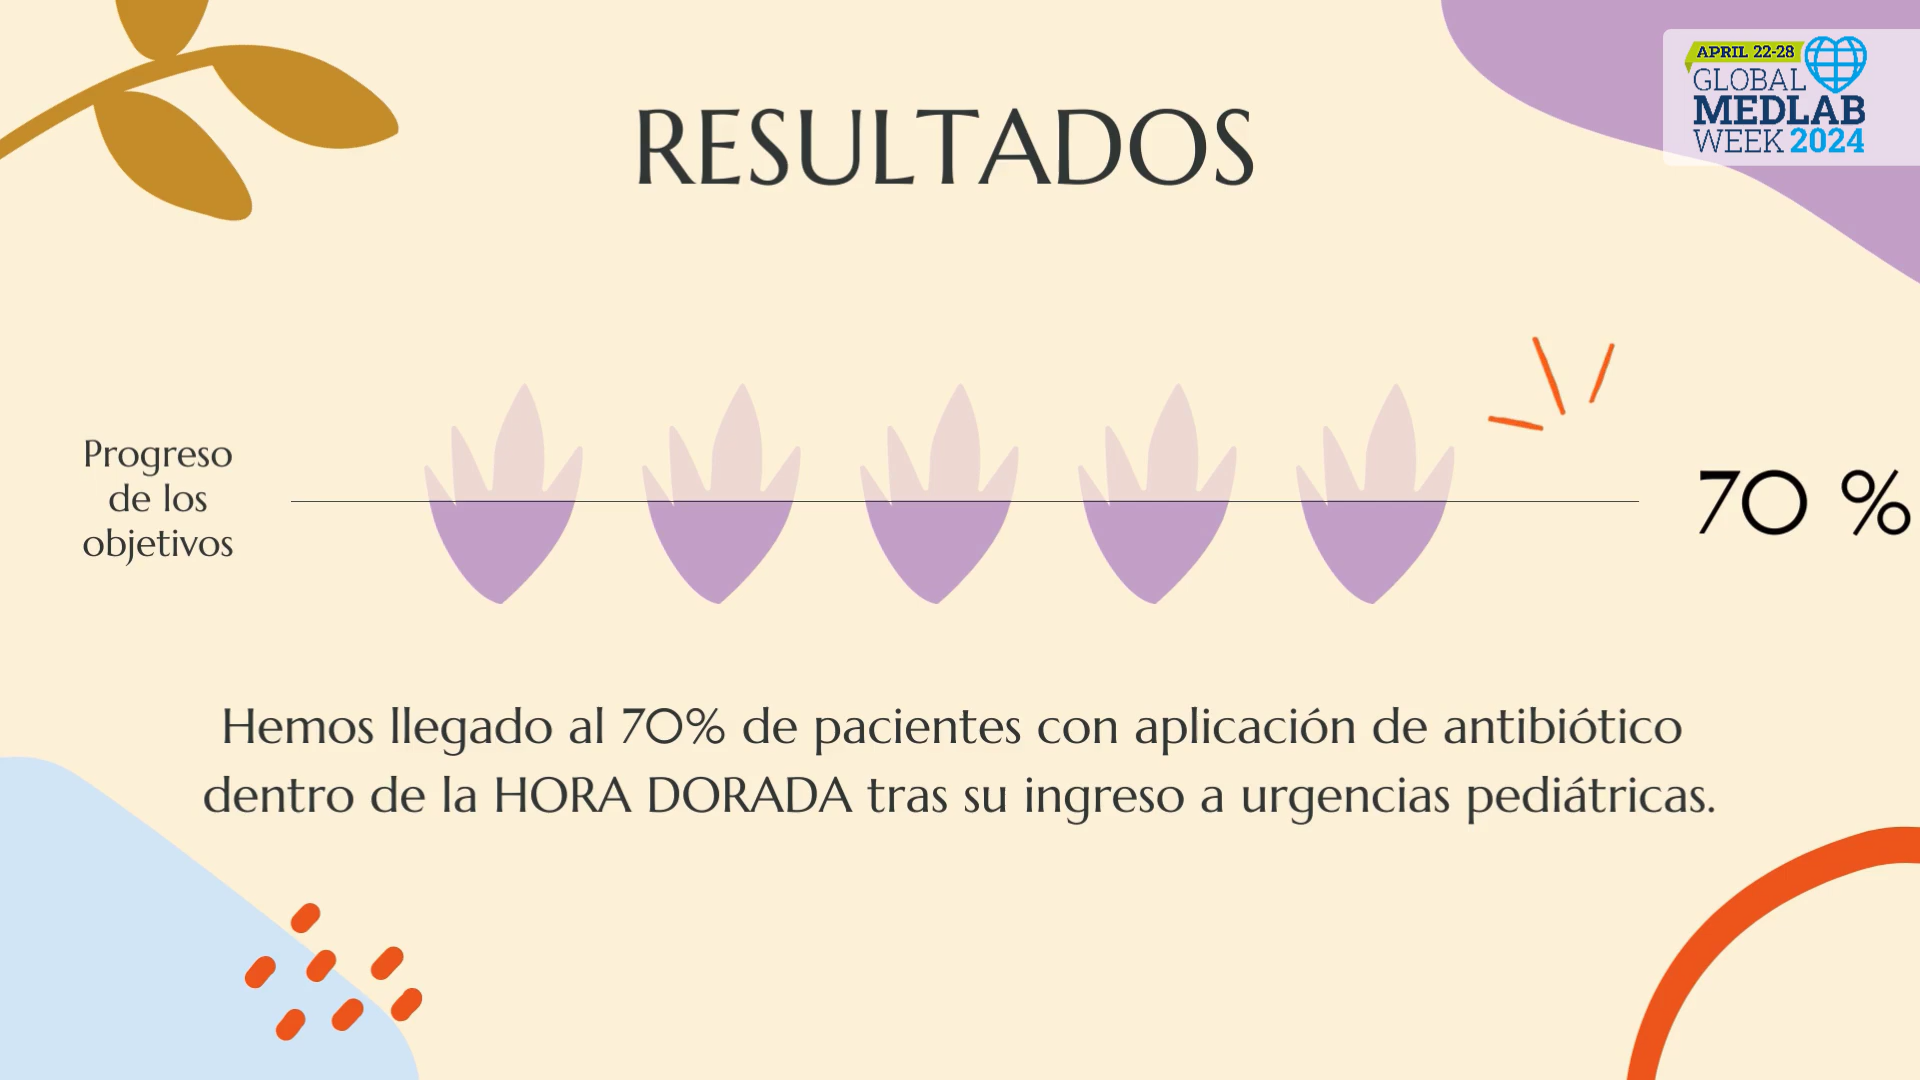 RESULTADOS
APRIL 22-28
GLOBAL
MEDLAB
WEEK 2024
Progreso
de los
objetivos
70 %
Hemos llegado al 70% de pacientes con aplicación de antibiótico
dentro de la HORA DORADA tras su ingreso a urgencias pediátricas.